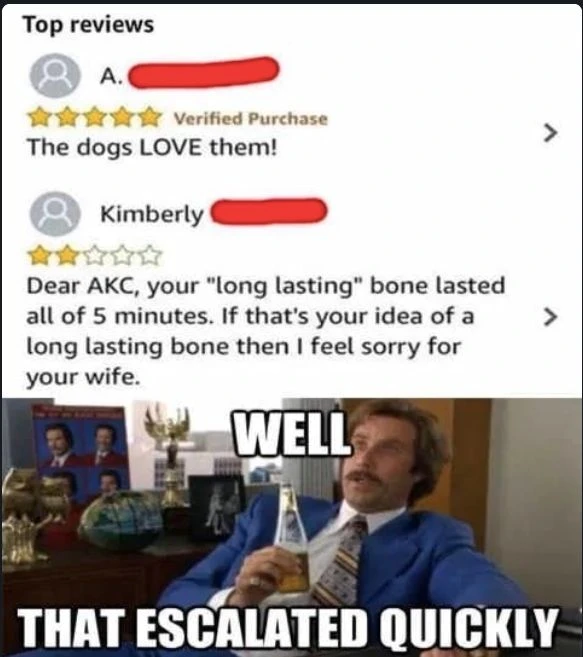 Top reviews
A.
Verified Purchase
The dogs LOVE them!
Kimberly
Dear AKC, your "long lasting" bone lasted
all of 5 minutes. If that's your idea of a
long lasting bone then I feel sorry for
your wife.
WELL
THAT ESCALATED QUICKLY